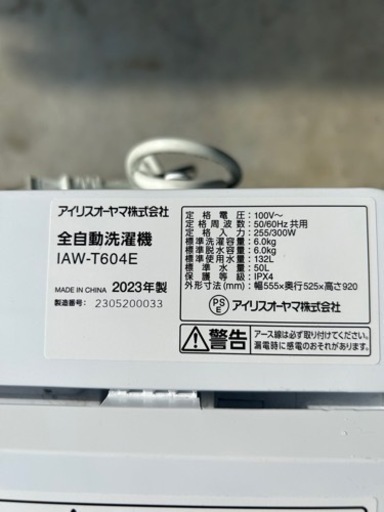 アイリスオーヤマ株式会社
全自動洗濯機
IAW-T604E
MADE IN CHINA 2023年製
製造番号: 2305200033
定格電圧: 100V～
定格周波数: 50/60Hz 共用
定格入力: 255/300W
標準洗濯容量: 6.0kg
標準脱水容量: 6.0kg
標準使用水量: 132L
標準水量: 50L
保護等級: IPX4
外形寸法(mm): 幅555×奥行525×高さ920
PS
E
アイリスオーヤマ株式会社
警告
アース線は必ず取り付けてください。
漏電時に感電のおそれがあります。